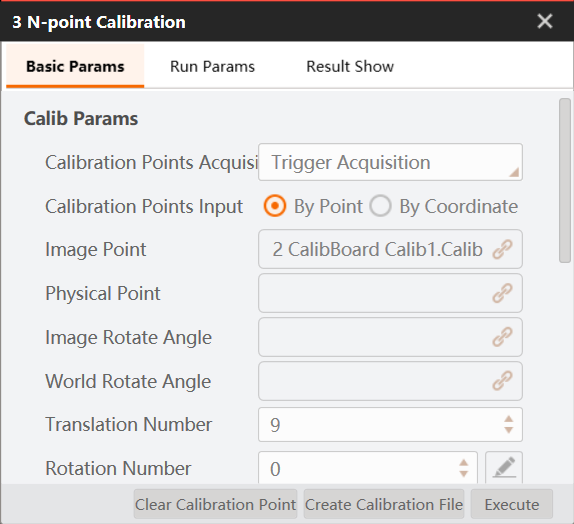 3 N-point Calibration
Basic Params Run Params Result Show
Calib Params
Calibration Points Acquisi Trigger Acquisition
Calibration Points Input By Point By Coordinate
Image Point 2 CalibBoard Calib1.Calib
Physical Point
Image Rotate Angle
World Rotate Angle
Translation Number 9
Rotation Number 0
Clear Calibration Point Create Calibration File Execute